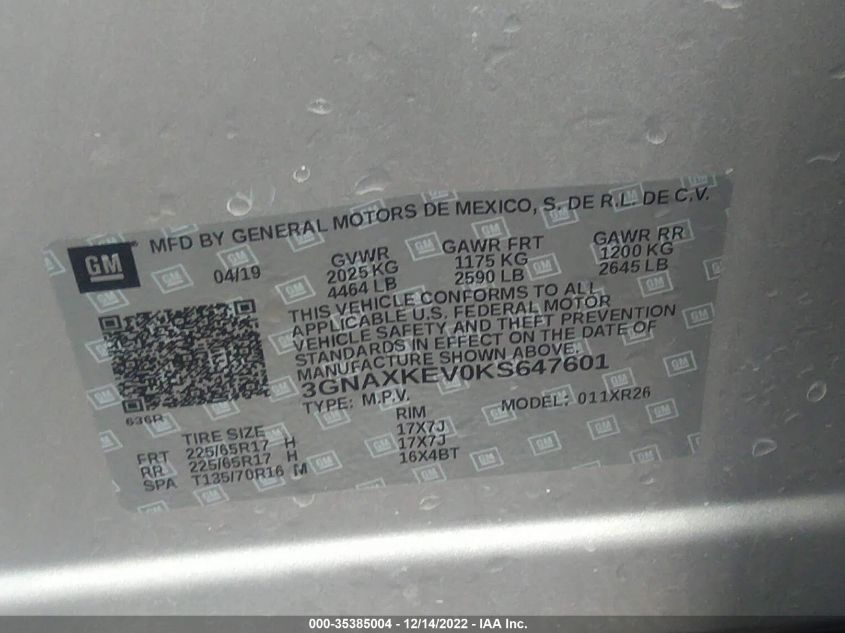 MFD BY GENERAL MOTORS DE MEXICO, S. DE R.L. DE C.V.
GM
04/19
GVWR GAWR FRT GAWR RR
2025 KG 1175 KG 1200 KG
4464 LB 2590 LB 2645 LB
THIS VEHICLE CONFORMS TO ALL
APPLICABLE U.S. FEDERAL MOTOR
VEHICLE SAFETY AND THEFT PREVENTION
STANDARDS IN EFFECT ON THE DATE OF
MANUFACTURE SHOWN ABOVE.
3GNAXKEV0KS647601
TYPE: M.P.V. MODEL: 011XR26
636R
TIRE SIZE RIM
FRT 225/65R17 H 17X7J
RR 225/65R17 H 17X7J
SPA T135/70R16 M 16X4BT
000-35385004 - 12/14/2022 - IAA Inc.